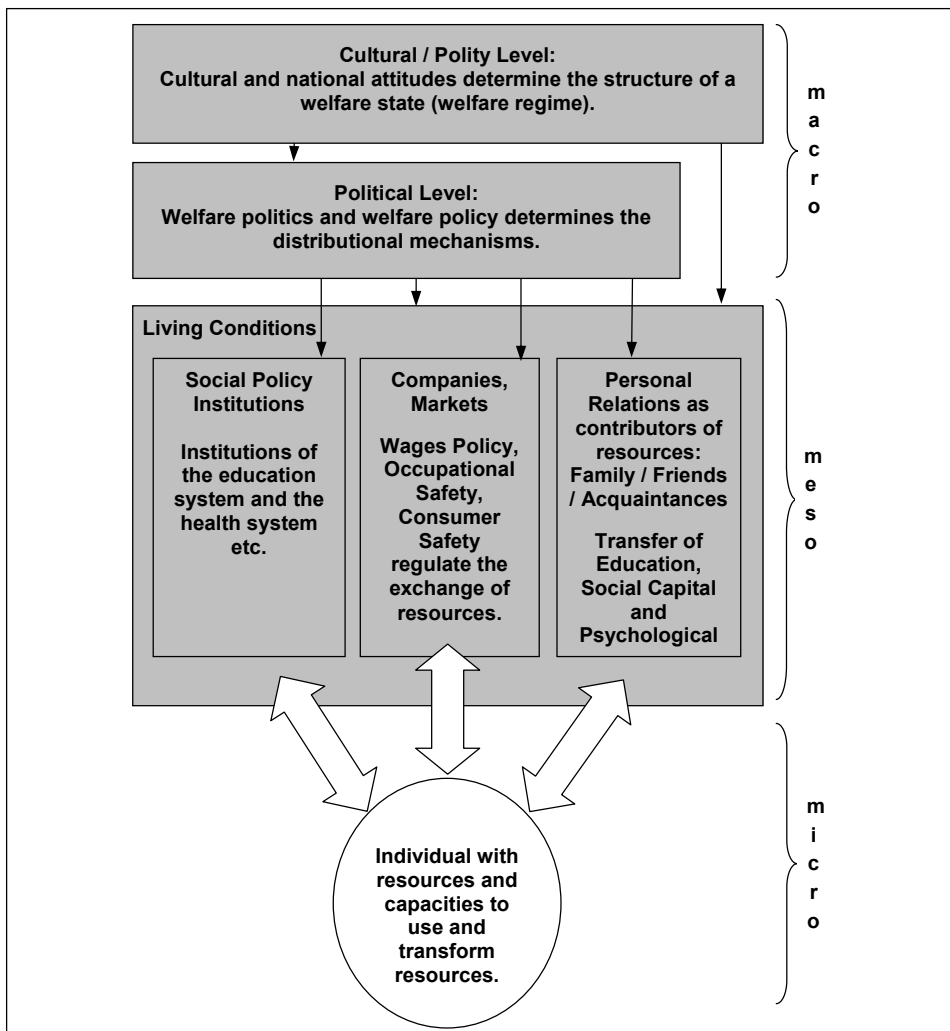 Cultural / Polity Level:
Cultural and national attitudes determine the structure of a
welfare state (welfare regime).
macro
Political Level:
Welfare politics and welfare policy determines the
distributional mechanisms.
Living Conditions
Social Policy
Institutions
Institutions of
the education
system and the
health system
etc.
Companies,
Markets
Wages Policy,
Occupational
Safety,
Consumer
Safety
regulate the
exchange of
resources.
Personal
Relations as
contributors of
resources:
Family / Friends
/ Acquaintances
Transfer of
Education,
Social Capital
and
Psychological
meso
Individual with
resources and
capacities to
use and
transform
resources.
micro